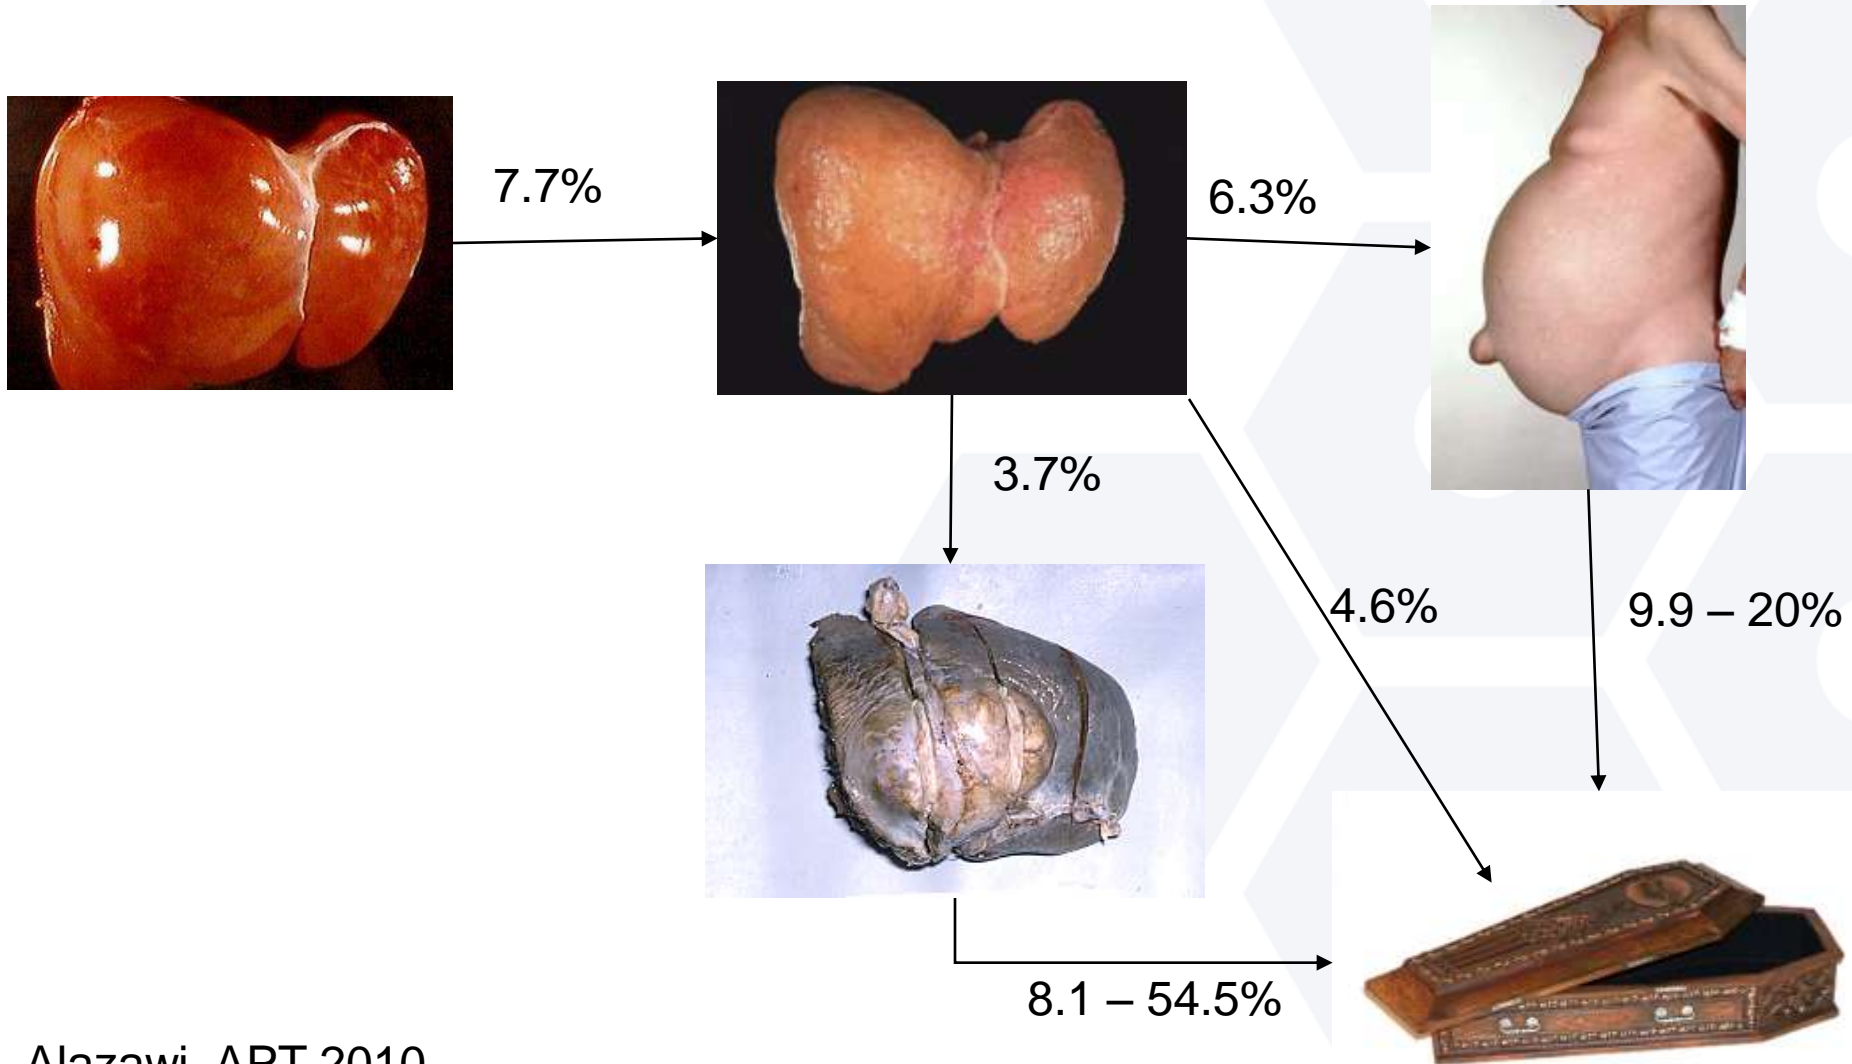 7.7%
6.3%
3.7%
4.6%
9.9 – 20%
8.1 – 54.5%
Alazawi, APT 2010